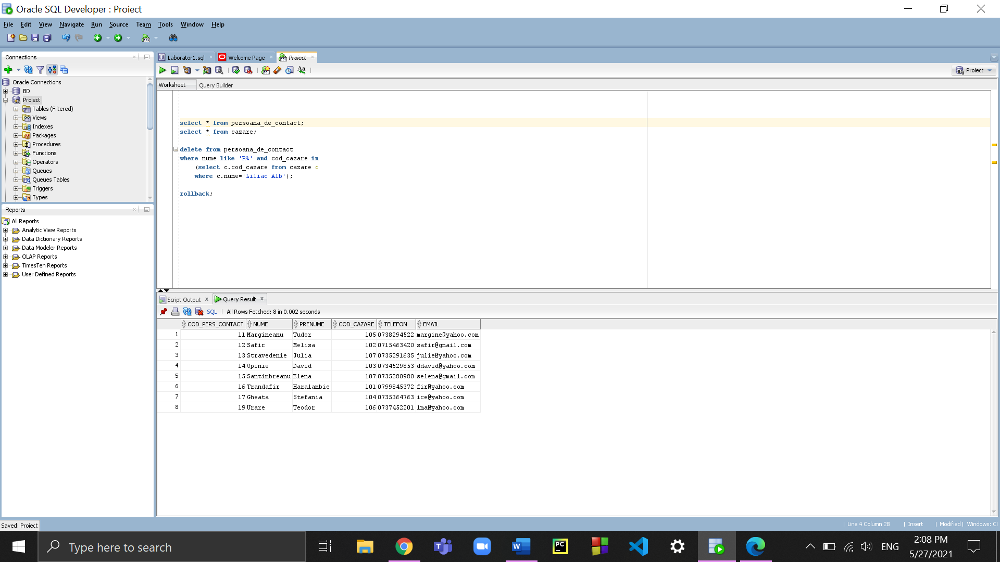 Oracle SQL Developer : Proiect
File Edit View Navigate Run Source Team Tools Window Help
Connections
Laborator1.sql
Welcome Page
Proiect
Proiect
Worksheet
Query Builder
Oracle Connections
BD
Proiect
Tables (Filtered)
Views
Indexes
Packages
Procedures
Functions
Operators
Queues
Queues Tables
Triggers
Types
Reports
All Reports
Analytic View Reports
Data Dictionary Reports
Data Modeler Reports
OLAP Reports
TimesTen Reports
User Defined Reports
select * from persoana_de_contact;
select * from cazare;
delete from persoana_de_contact
where nume like 'R%' and cod_cazare in
(select c.cod_cazare from cazare c
where c.nume='Liliac Alb');
rollback;
Script Output
Query Result
SQL | All Rows Fetched: 8 in 0.002 seconds
COD_PERS_CONTACT NUME PRENUME COD_CAZARE TELEFON EMAIL
1 11 Margineanu Tudor 105 0738294522 margine@yahoo.com
2 12 Safir Melisa 102 0715463420 safir@gmail.com
3 13 Stravedenie Julia 107 0735291635 julie@yahoo.com
4 14 Opinie David 103 0734529853 ddavid@yahoo.com
5 15 Santimbreanu Elena 107 0735280980 selena@gmail.com
6 16 Trandafir Haralambie 101 0799845372 fir@yahoo.com
7 17 Gheata Stefania 104 0735364763 ice@yahoo.com
8 19 Urare Teodor 106 0737452201 lma@yahoo.com
Saved: Proiect
| Line 4 Column 28 | Insert | Modified | Windows: Cl
Type here to search
ENG
2:08 PM
5/27/2021